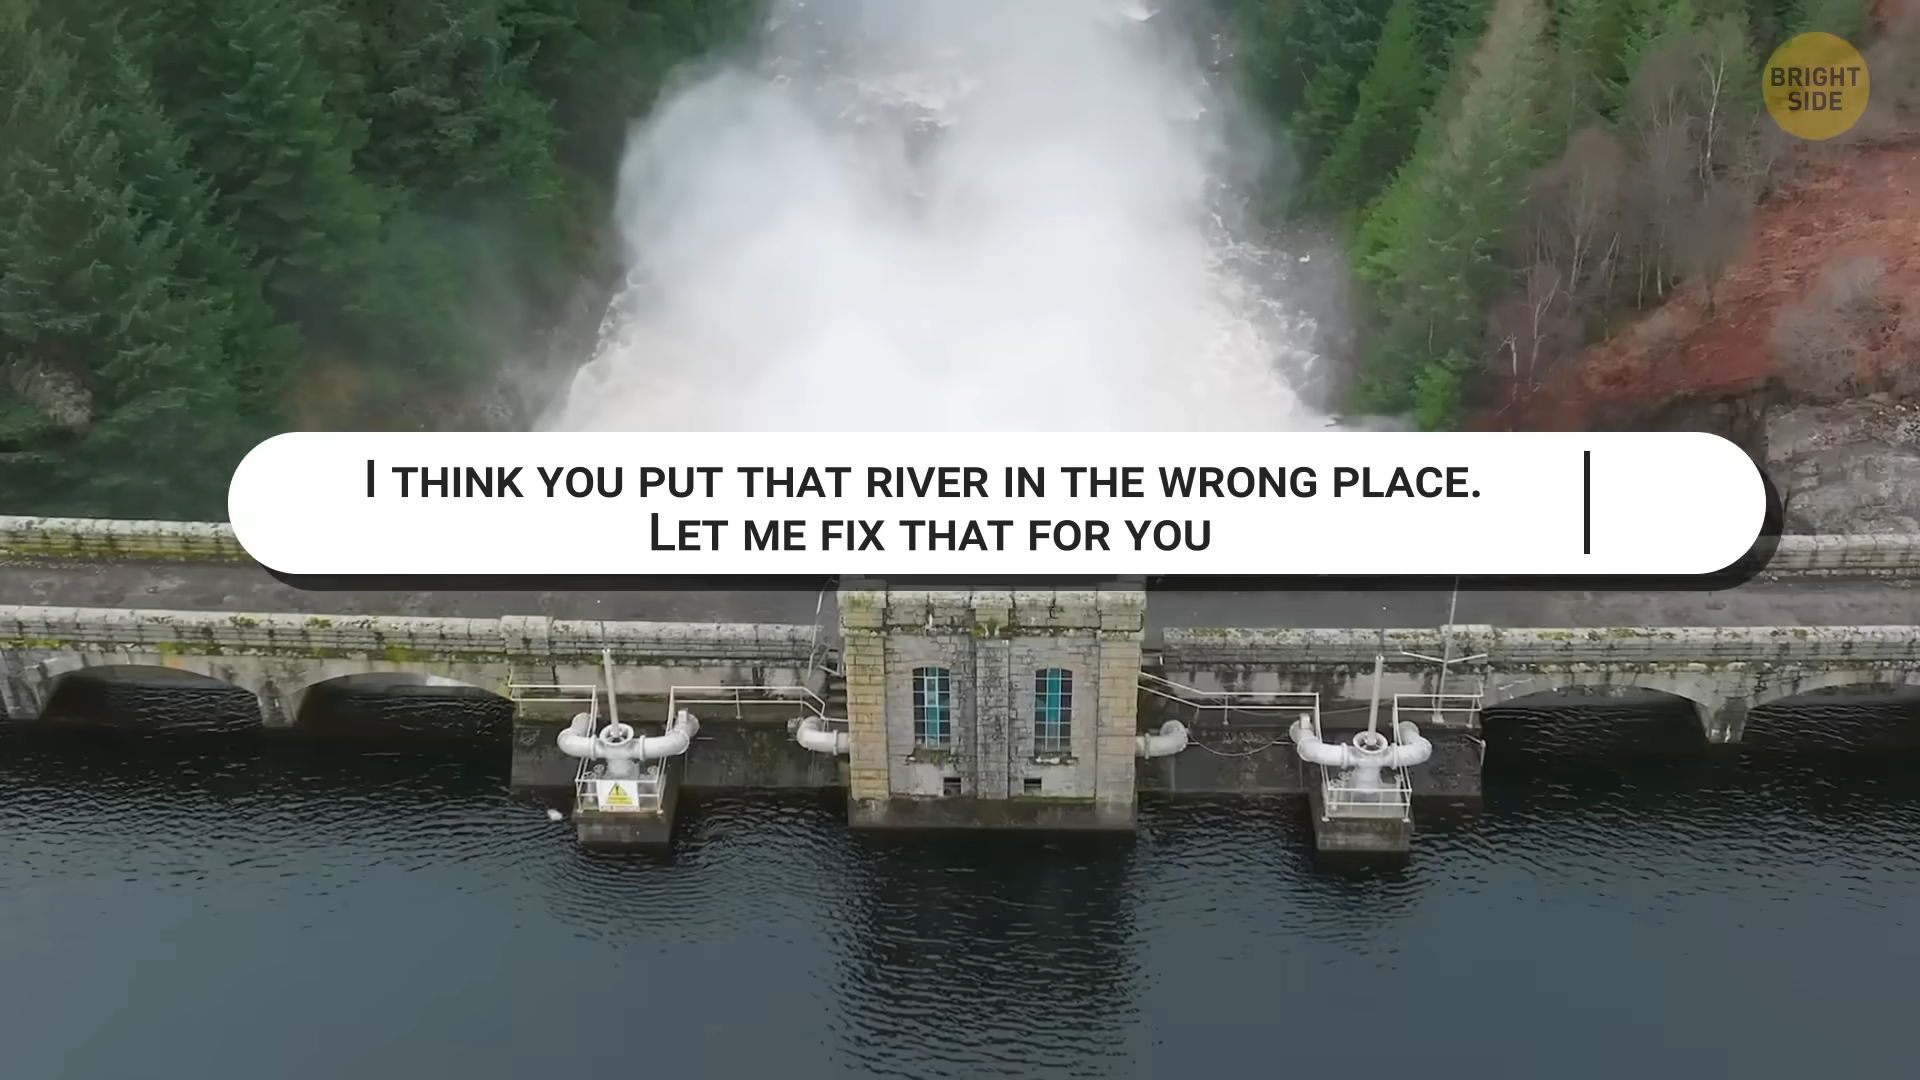 BRIGHT
SIDE
I THINK YOU PUT THAT RIVER IN THE WRONG PLACE.
LET ME FIX THAT FOR YOU